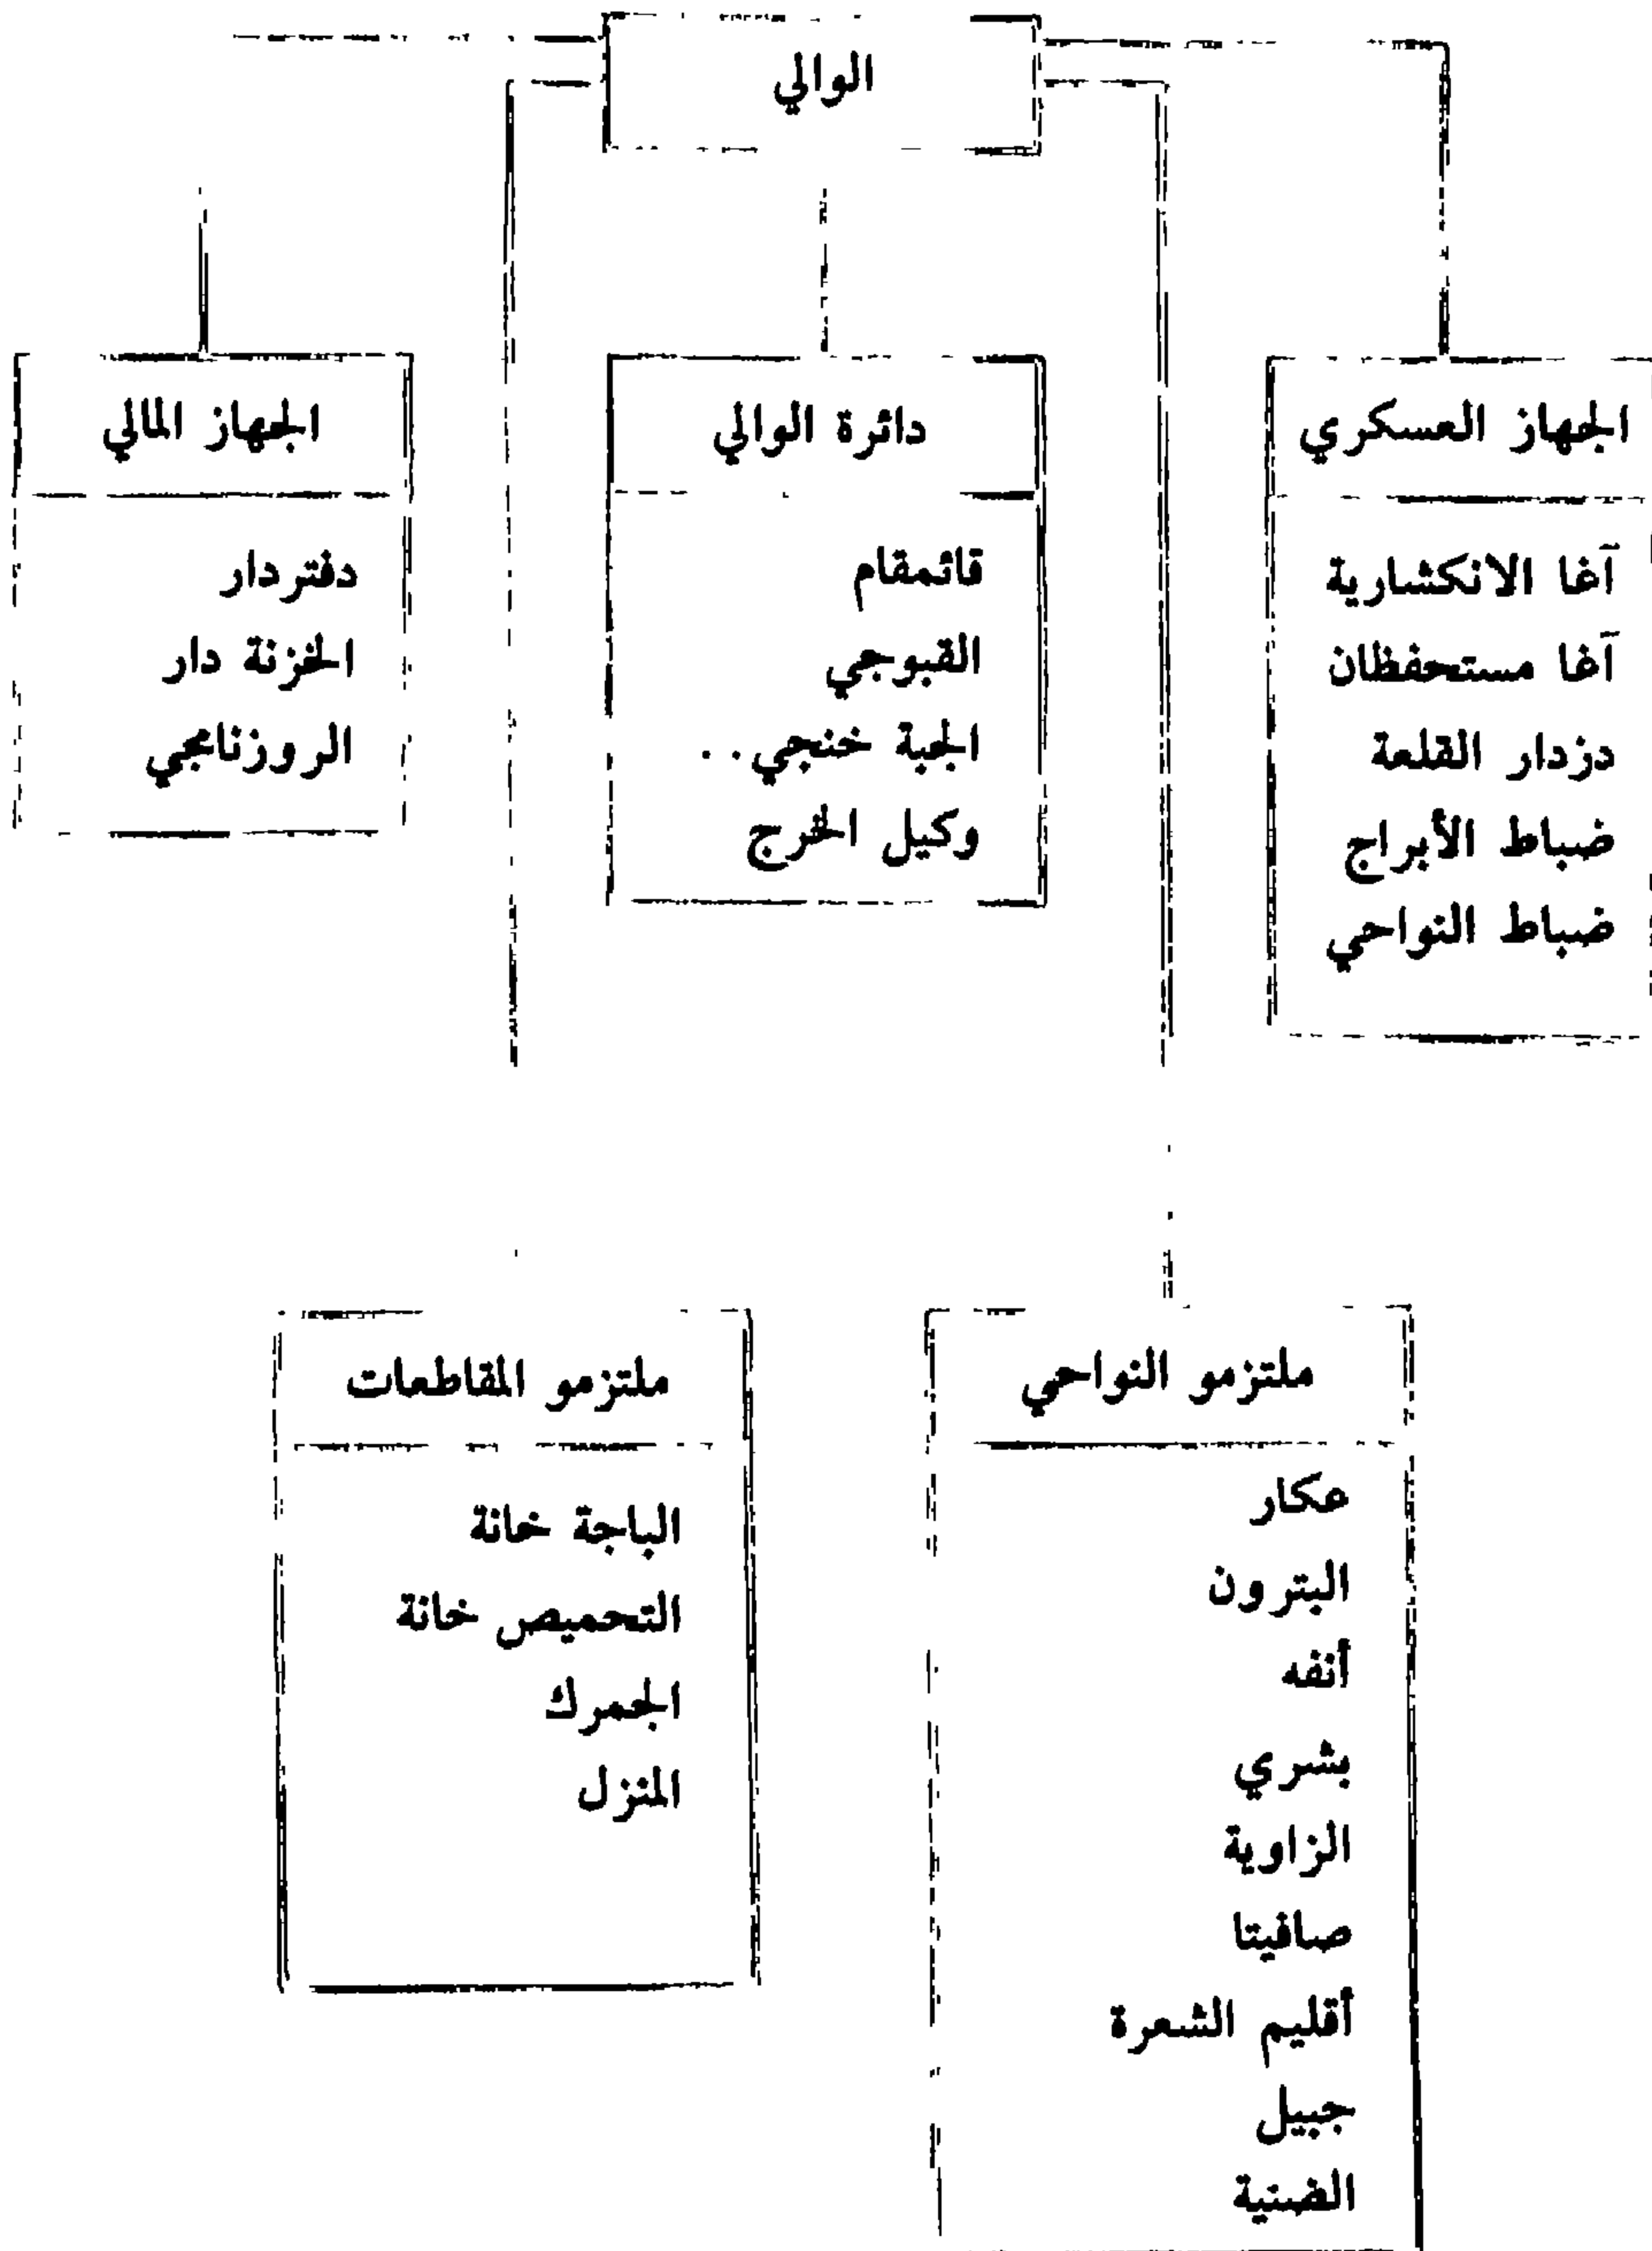 الوالي
الجهاز العسكري
آغا الانكشارية
آغا مستحفظان
دزدار القلعة
ضباط الأبراج
ضباط النواحي
دائرة الوالي
قائمقام
القبوجي
الجبة خنجي..
وكيل الخرج
الجهاز المالي
دفتردار
الخزنة دار
الروزنامجي
ملتزمو النواحي
عكار
البترون
أنفه
بشري
الزاوية
صافيتا
أقليم الشعرة
جبيل
الضنية
ملتزمو المقاطعات
الباجة خانة
التحميص خانة
الجمرك
المنزل